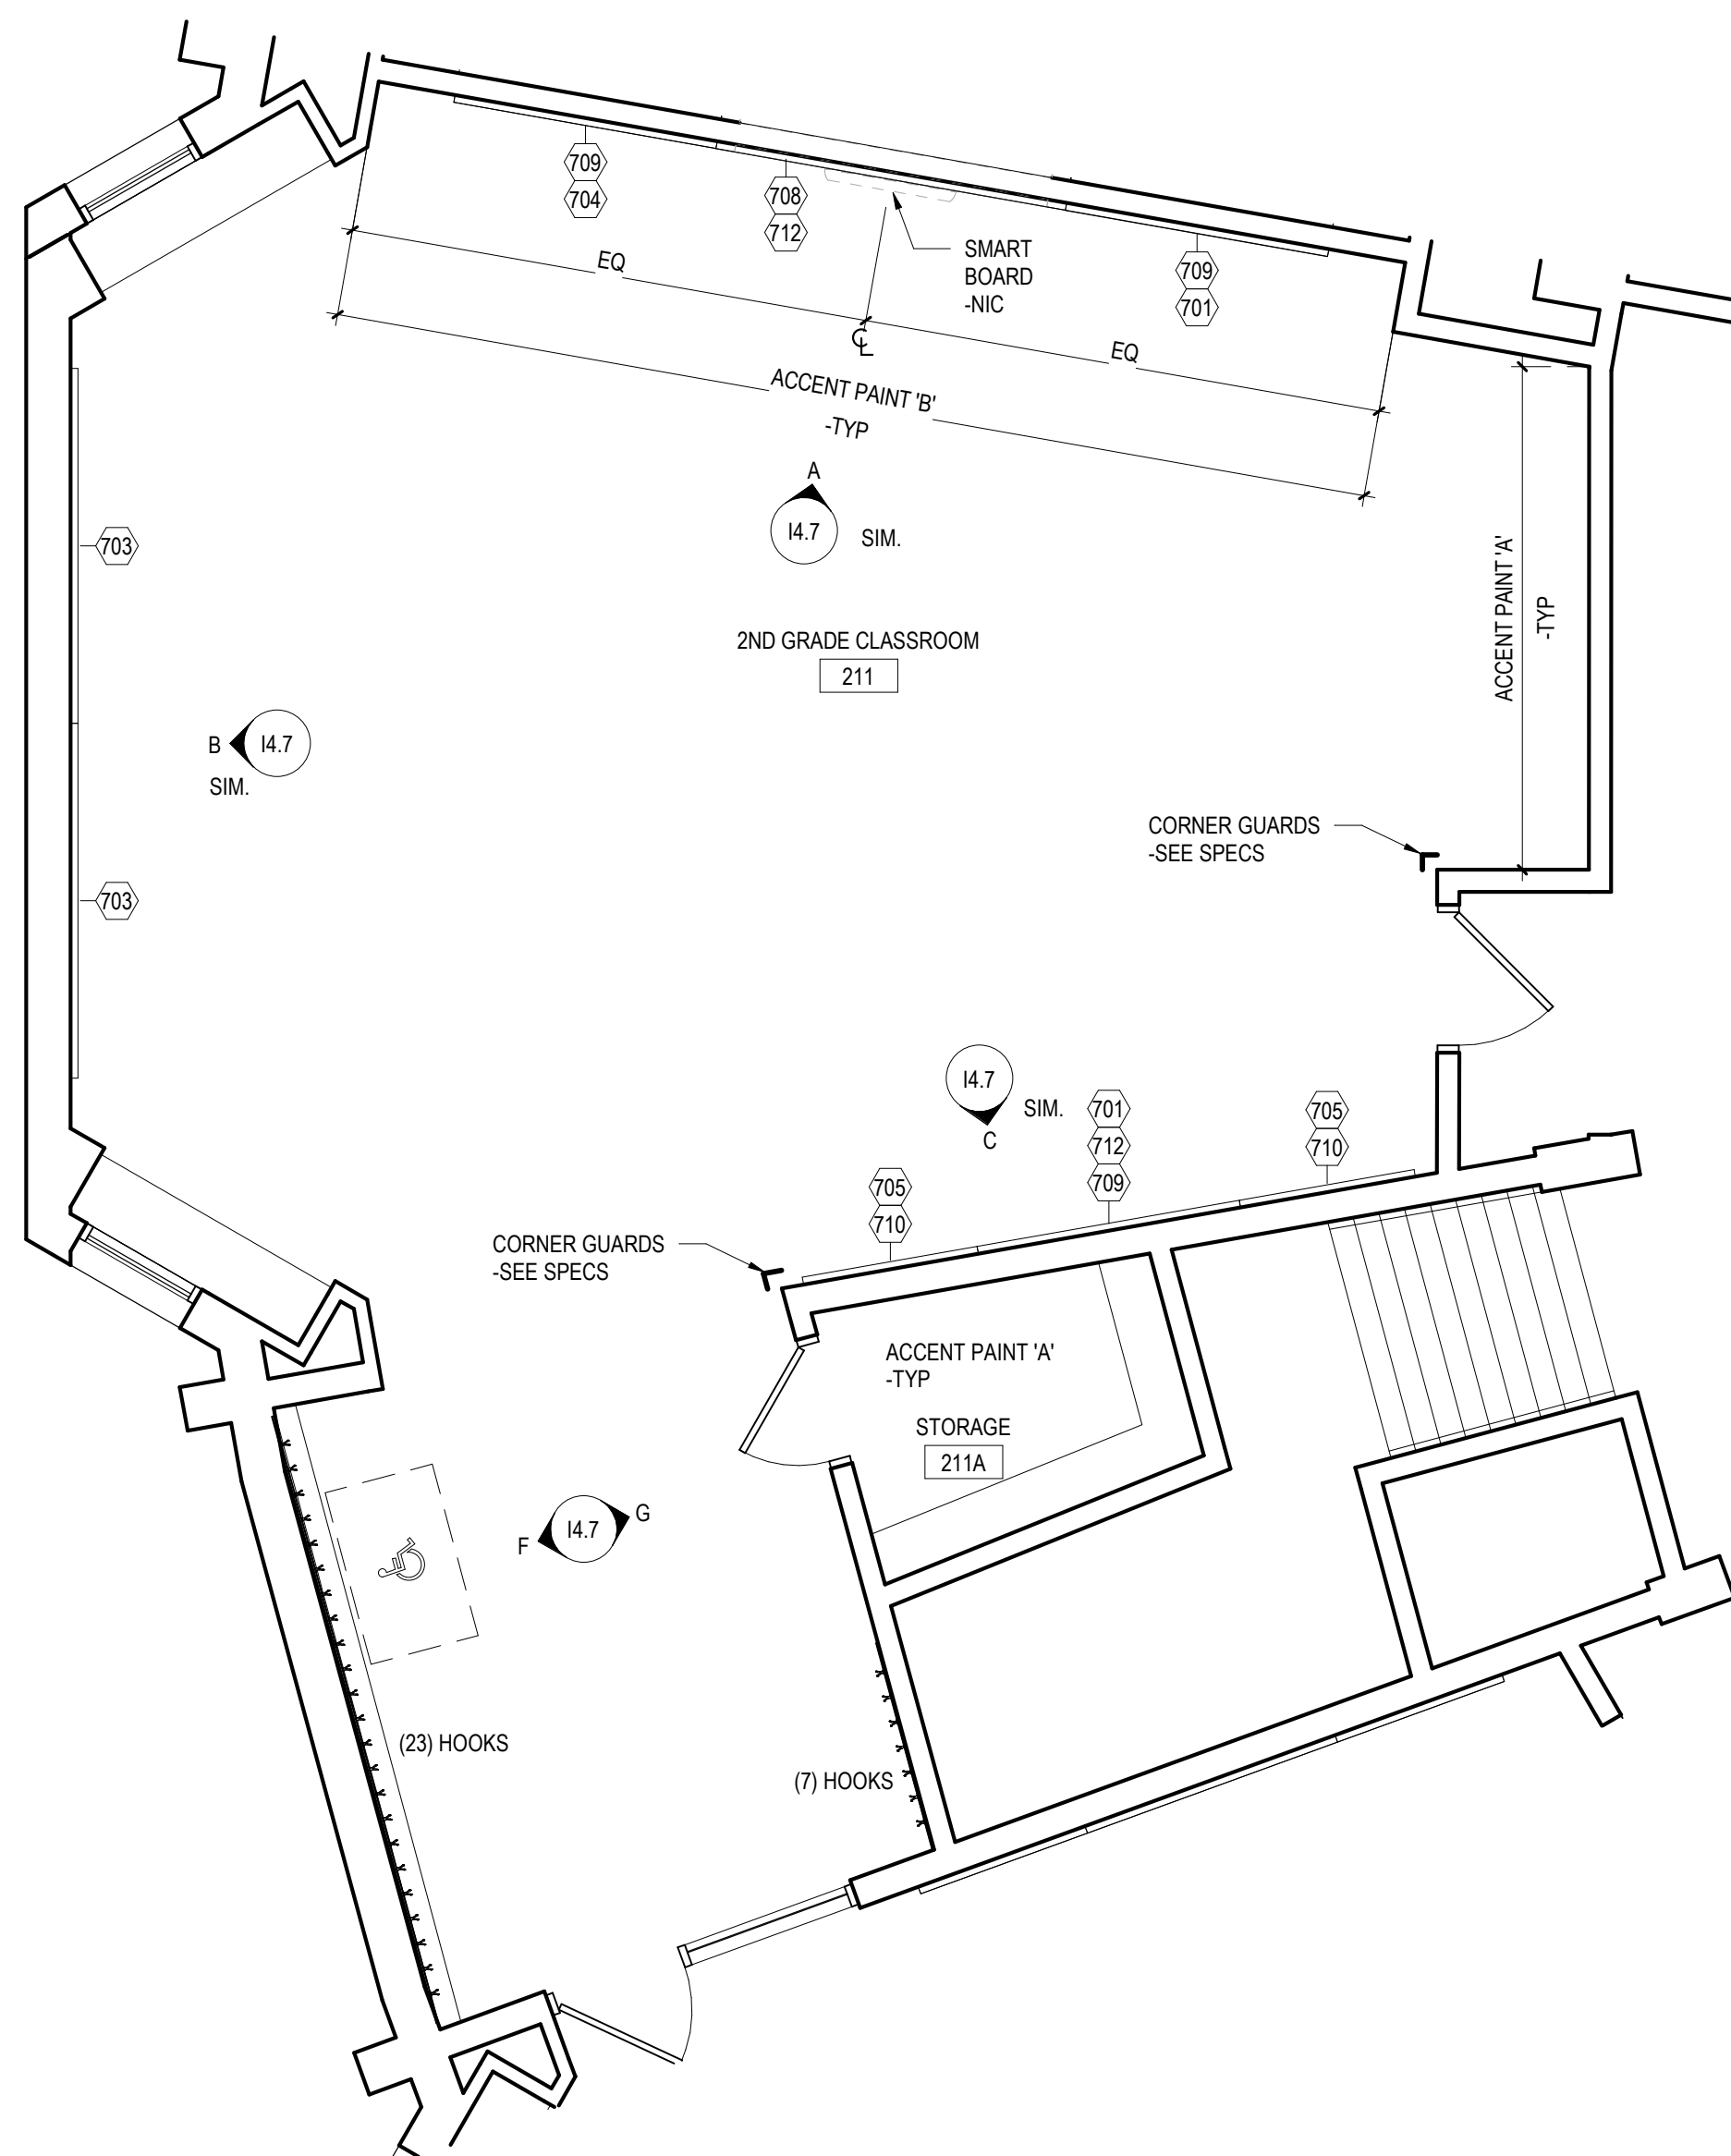 709
704
708
712
SMART
BOARD
-NIC
709
701
EQ
EQ
℄
ACCENT PAINT 'B'
-TYP
A
I4.7
SIM.
ACCENT PAINT 'A'
-TYP
703
2ND GRADE CLASSROOM
211
B
I4.7
SIM.
CORNER GUARDS
-SEE SPECS
703
I4.7
SIM.
C
701
712
709
705
710
705
710
CORNER GUARDS
-SEE SPECS
ACCENT PAINT 'A'
-TYP
STORAGE
211A
F
I4.7
G
(23) HOOKS
(7) HOOKS